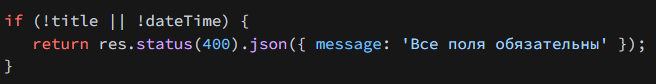 if (!title || !dateTime) {
   return res.status(400).json({ message: 'Все поля обязательны' });
}